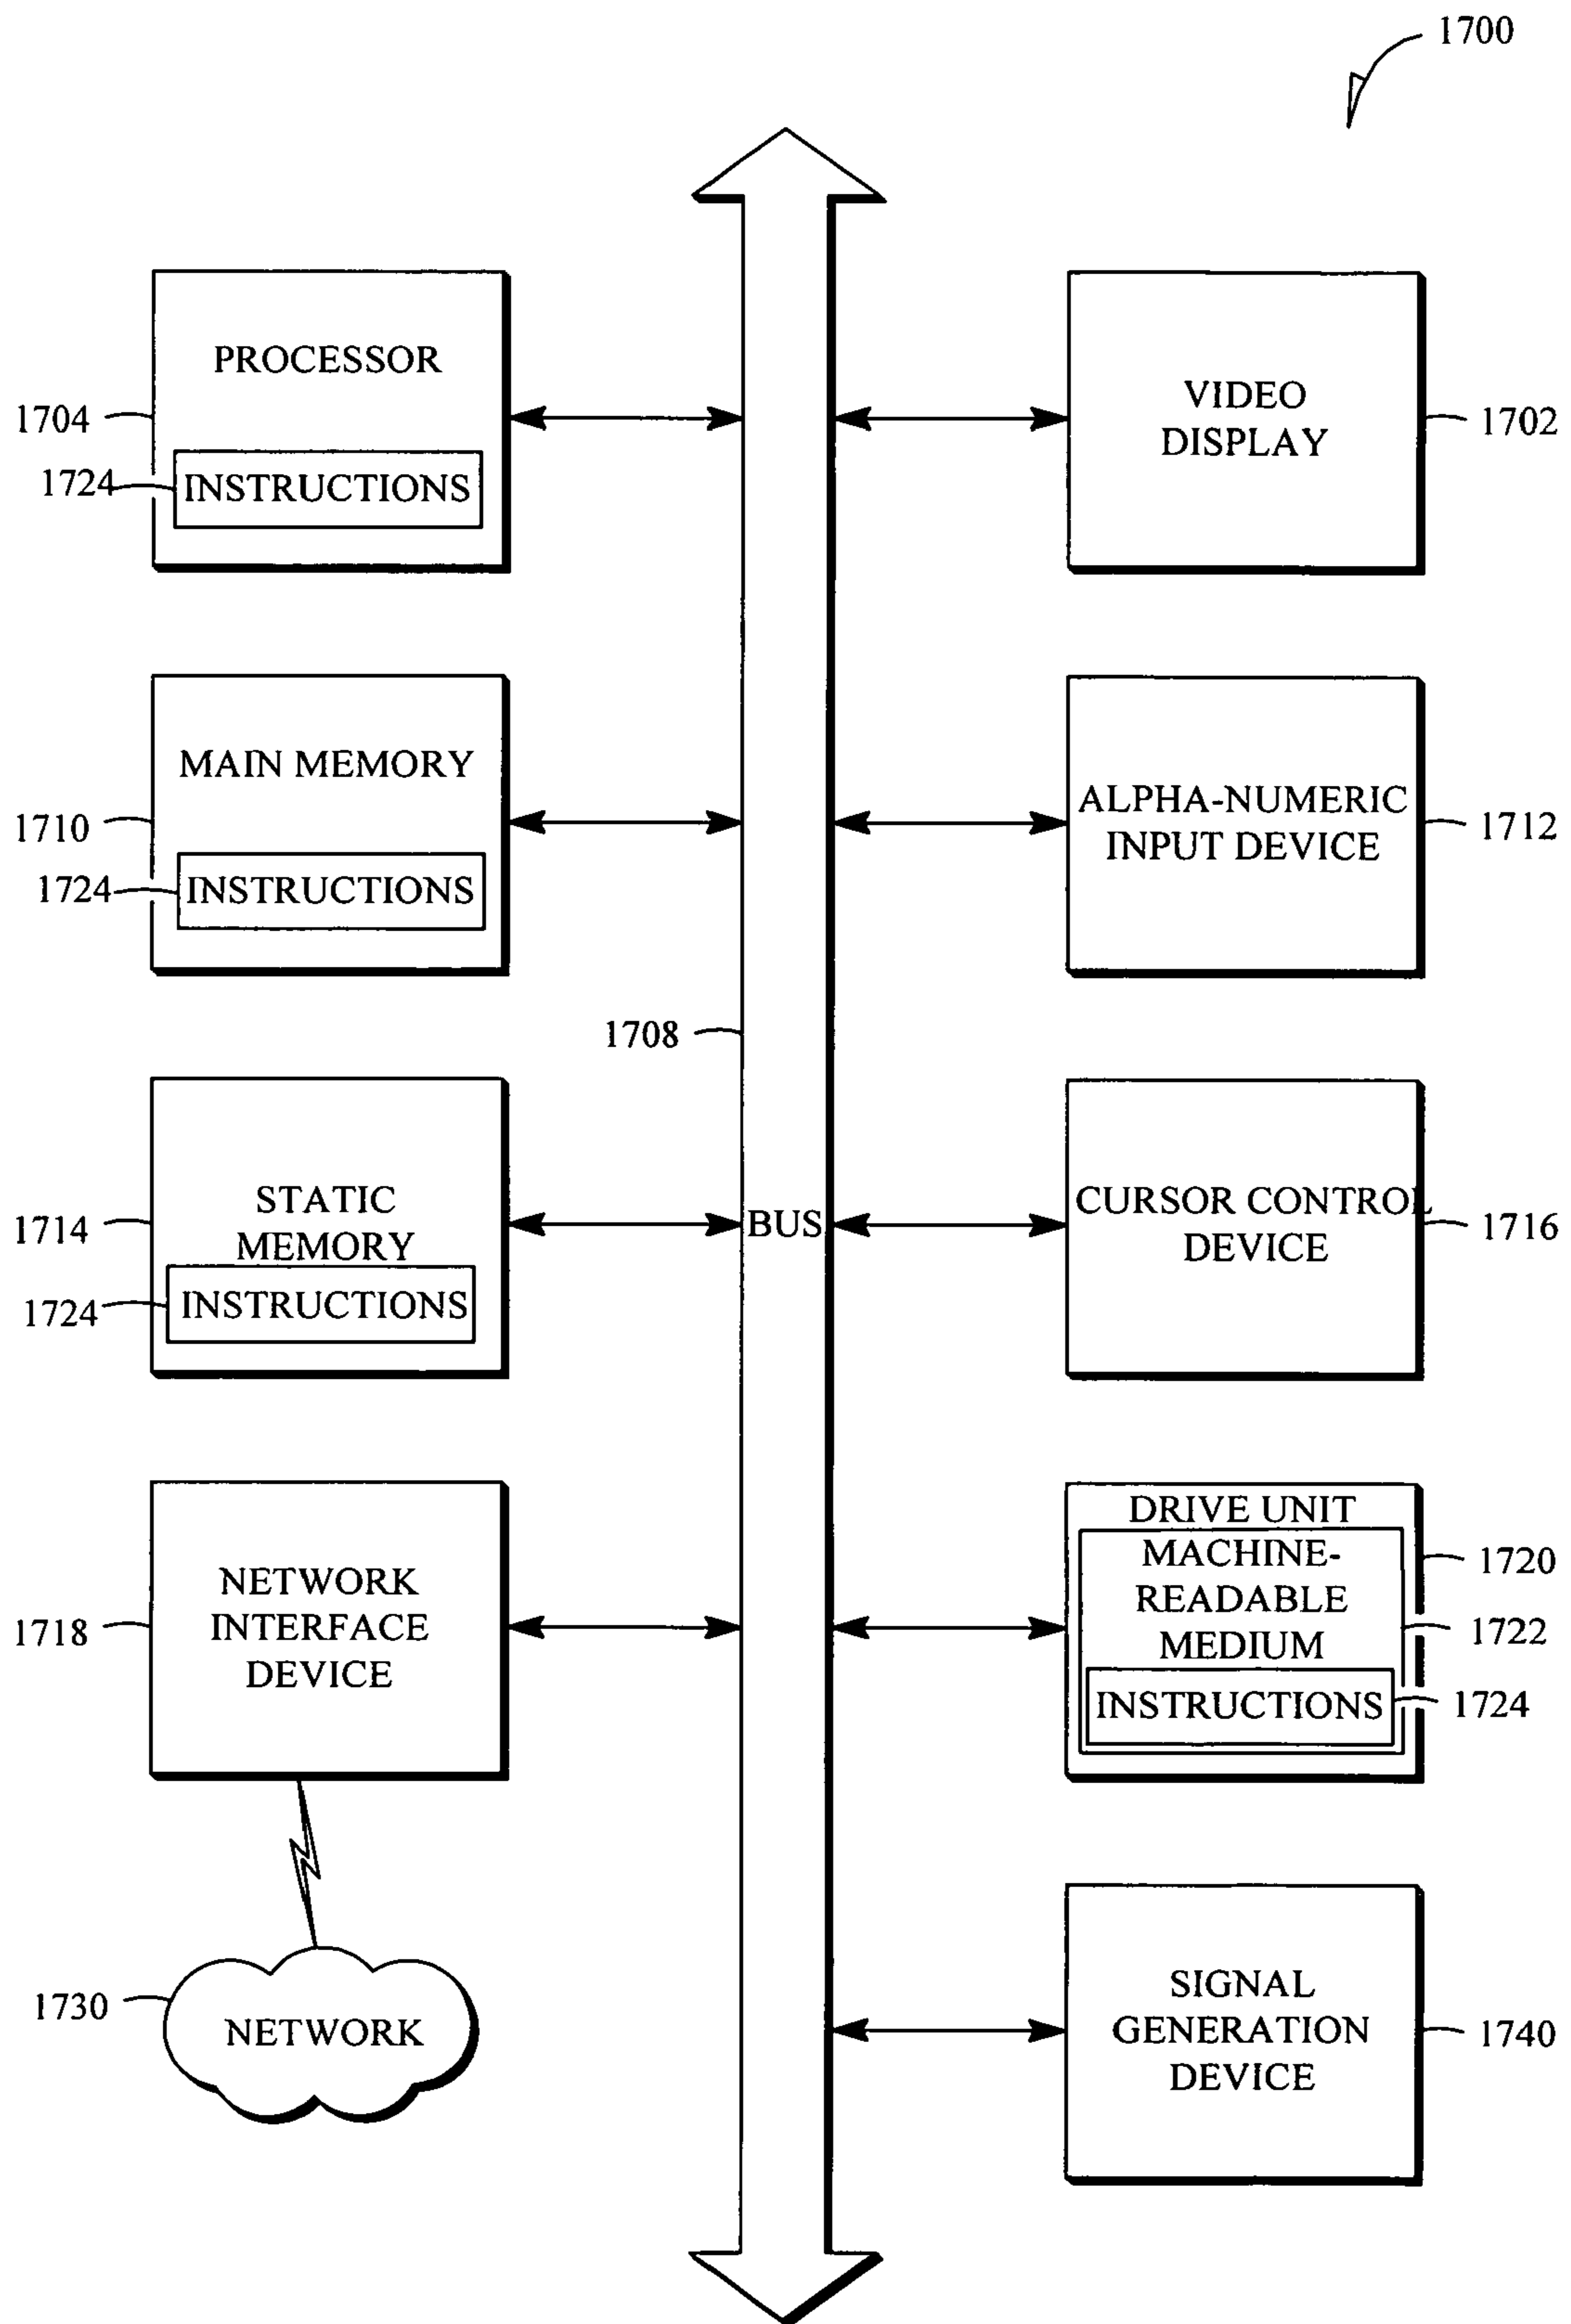 1700
PROCESSOR
1704
1724
INSTRUCTIONS
VIDEO
DISPLAY
1702
MAIN MEMORY
1710
1724
INSTRUCTIONS
ALPHA-NUMERIC
INPUT DEVICE
1712
1708
BUS
STATIC
MEMORY
1714
1724
INSTRUCTIONS
CURSOR CONTROL
DEVICE
1716
NETWORK
INTERFACE
DEVICE
1718
DRIVE UNIT
1720
MACHINE-
READABLE
MEDIUM
1722
INSTRUCTIONS
1724
1730
NETWORK
SIGNAL
GENERATION
DEVICE
1740